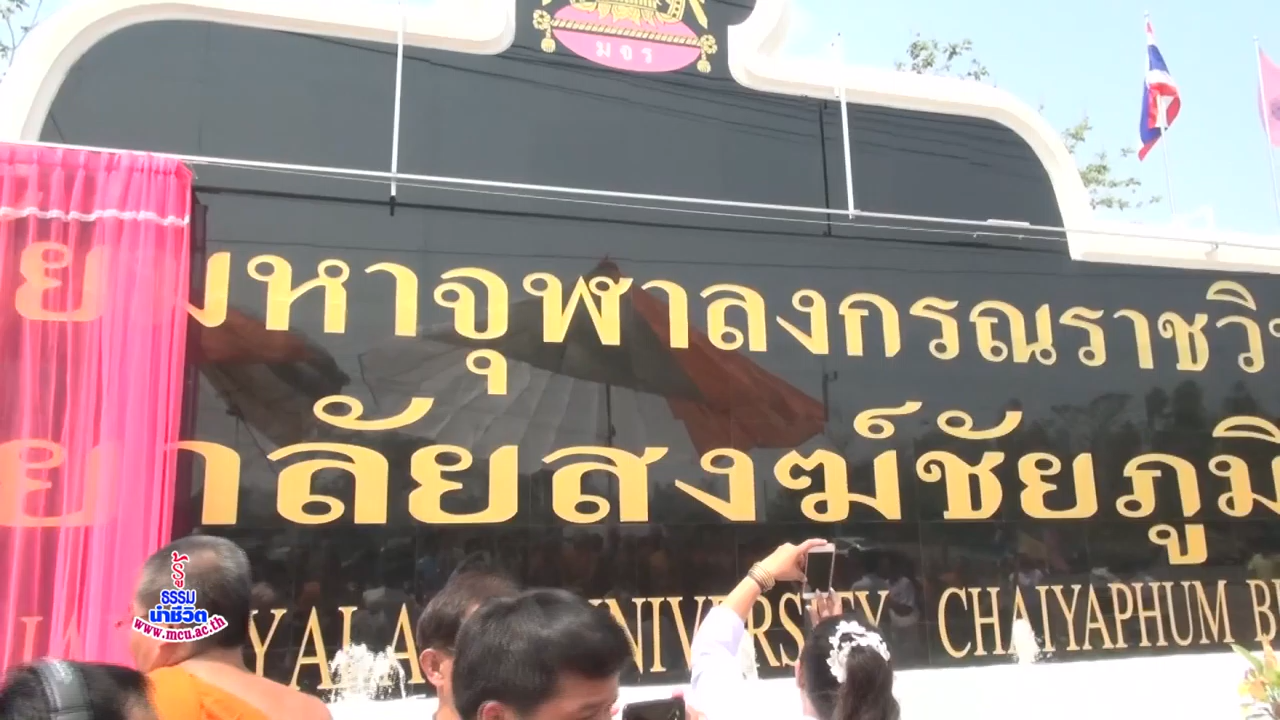 มจร
ย มหาจุฬาลงกรณราชวิ
ยาลัยสงฆ์ชัยภูมิ
YALA UNIVERSITY CHAIYAPHUM B
รู้
ธรรม
นำชีวิต
www.mcu.ac.th